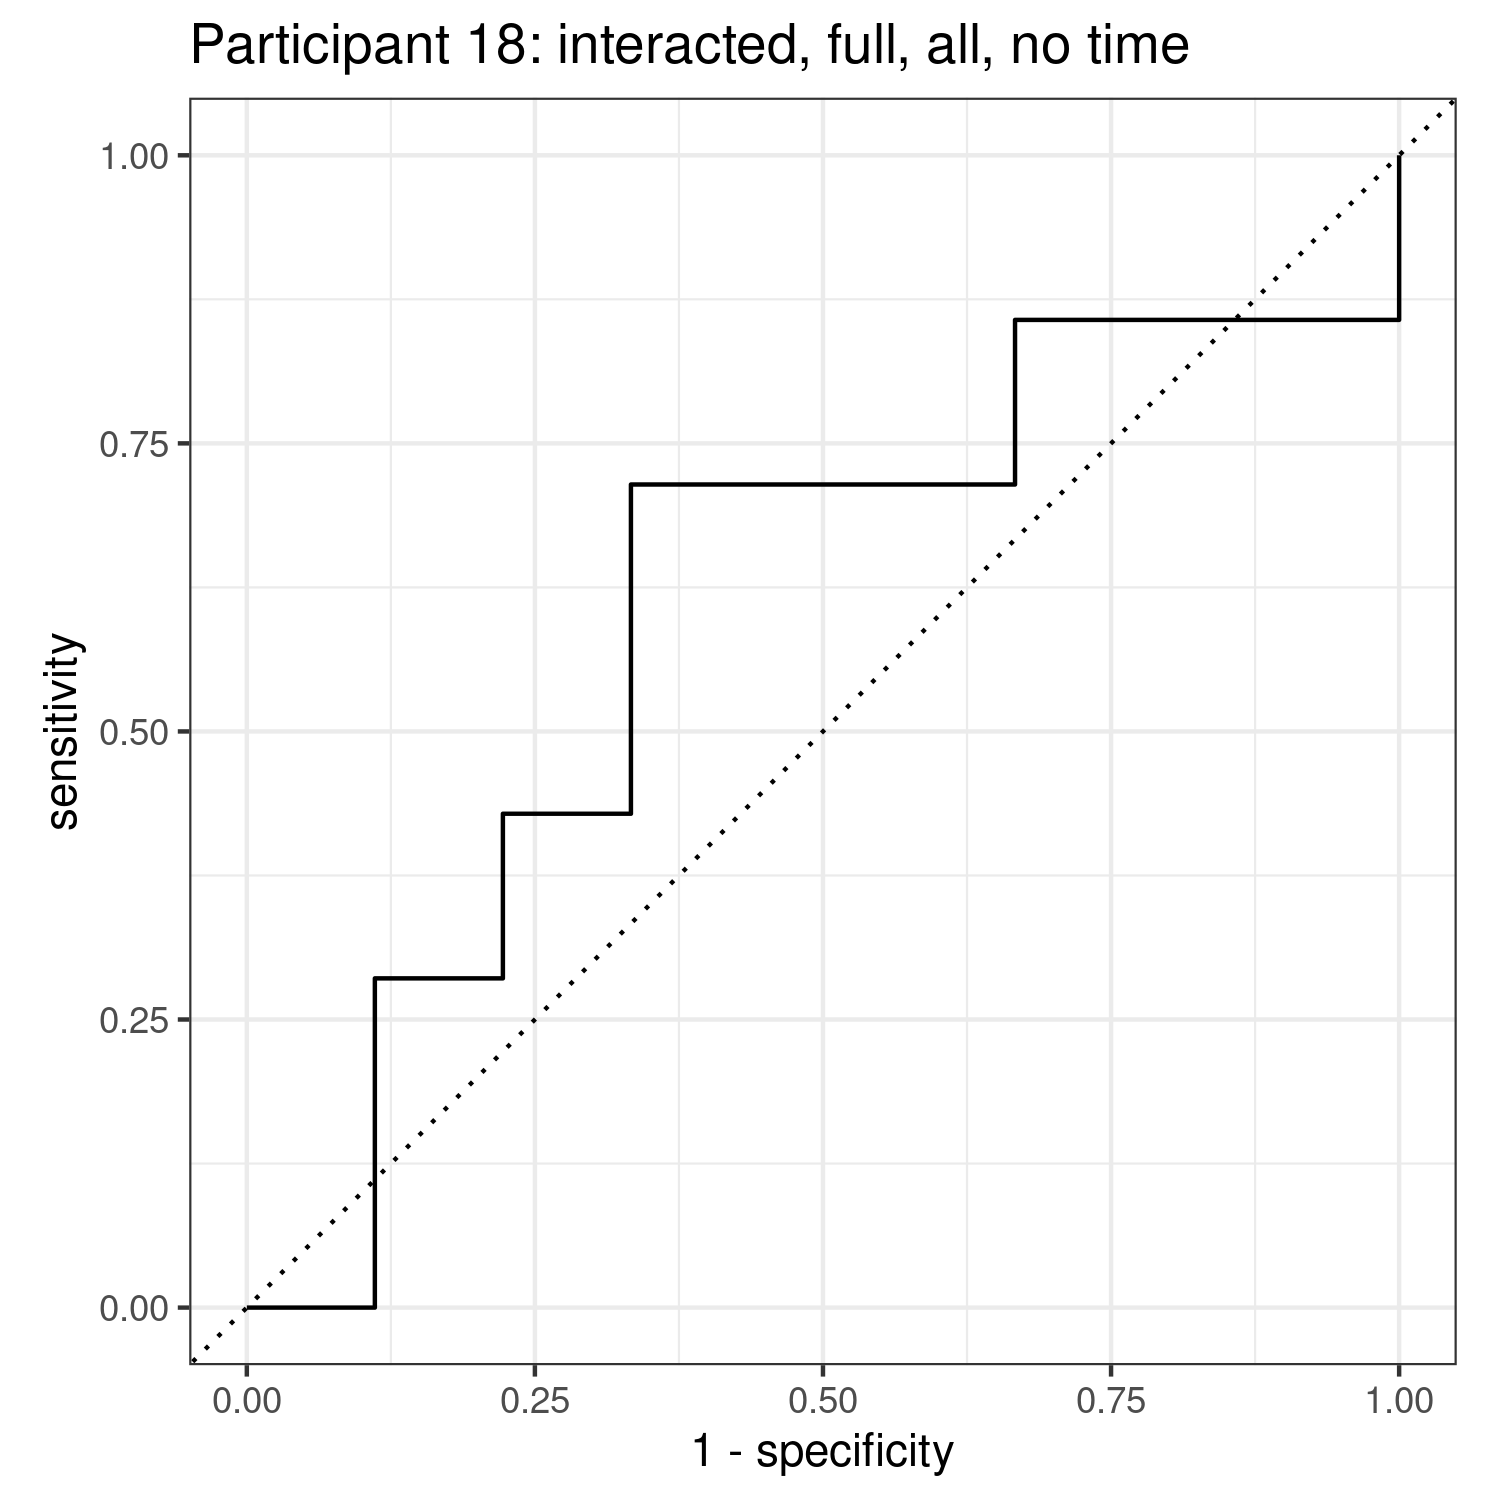 Participant 18: interacted, full, all, no time
1.00
0.75
0.50
0.25
0.00
sensitivity
0.00 0.25 0.50 0.75 1.00
1 - specificity